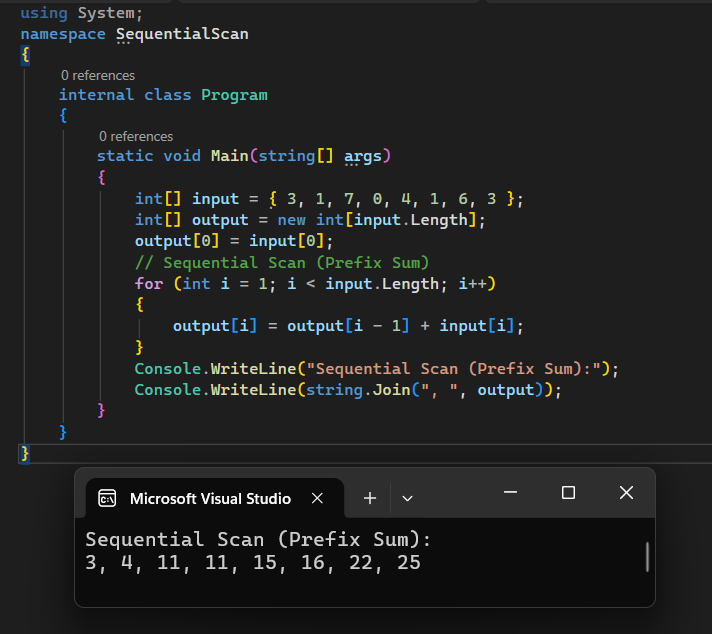 using System;
namespace SequentialScan
{
0 references
internal class Program
{
0 references
static void Main(string[] args)
{
int[] input = { 3, 1, 7, 0, 4, 1, 6, 3 };
int[] output = new int[input.Length];
output[0] = input[0];
// Sequential Scan (Prefix Sum)
for (int i = 1; i < input.Length; i++)
{
output[i] = output[i - 1] + input[i];
}
Console.WriteLine("Sequential Scan (Prefix Sum):");
Console.WriteLine(string.Join(", ", output));
}
}
}
Microsoft Visual Studio
Sequential Scan (Prefix Sum):
3, 4, 11, 11, 15, 16, 22, 25